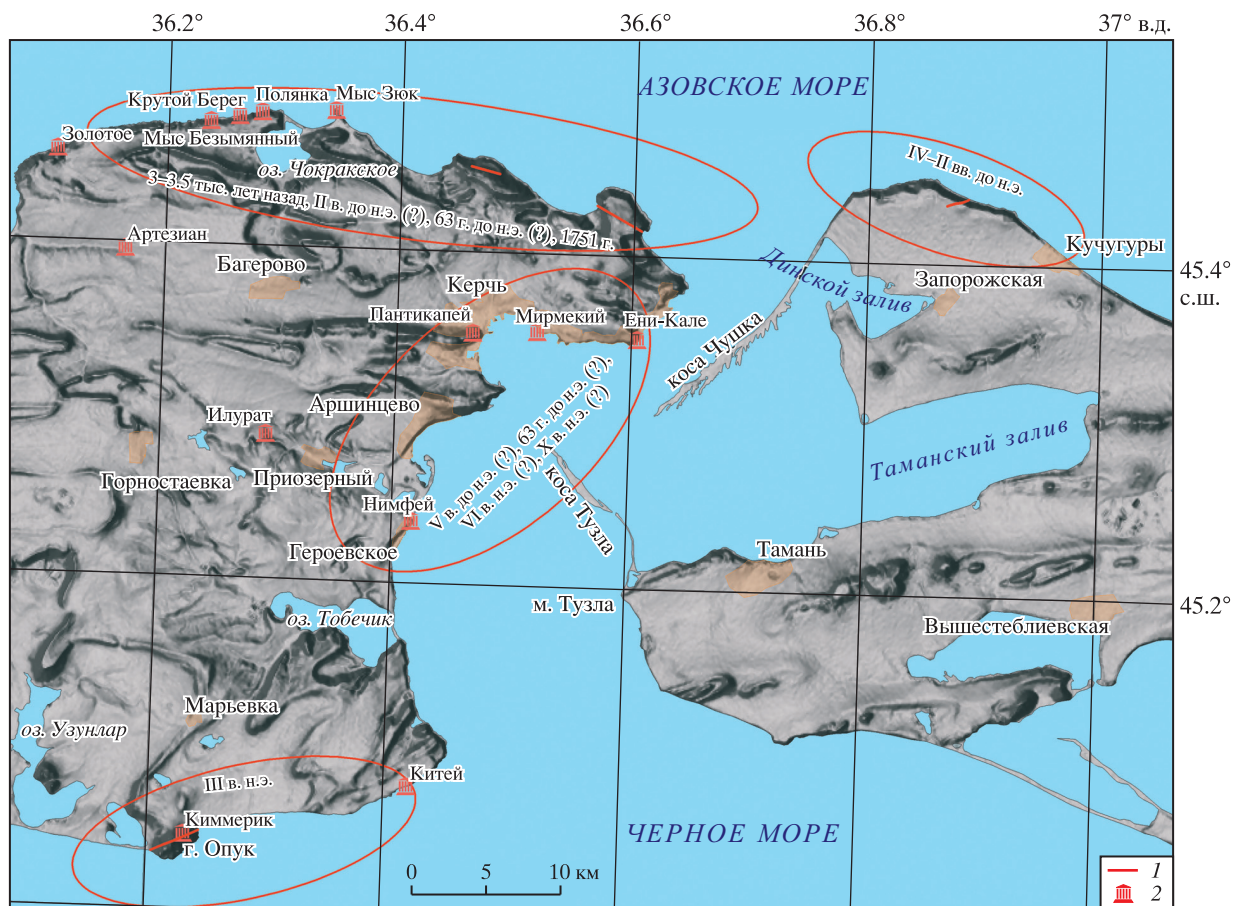 36.2°
36.4°
36.6°
36.8°
37° в.д.
АЗОВСКОЕ МОРЕ
Крутой Берег
Полянка
Мыс Зюк
Золотое
Мыс Безымянный
оз. Чокракское
3–3.5 тыс. лет назад, II в. до н.э. (?), 63 г. до н.э. (?), 1751 г.
IV–II вв. до н.э.
Артезиан
Багерово
Кучугуры
Динской залив
Запорожская
45.4°
с.ш.
Керчь
Пантикапей
Мирмекий
Ени-Кале
коса Чушка
Аршинцево
Илурат
V в. до н.э. (?), 63 г. до н.э. (?),
VI в. н.э. (?), X в. н.э. (?)
Таманский залив
Горностаевка
Приозерный
Нимфей
коса Тузла
Героевское
Тамань
м. Тузла
45.2°
оз. Тобечик
Вышестеблиевская
Марьевка
оз. Узунлар
III в. н.э.
Китей
Киммерик
г. Опук
ЧЕРНОЕ МОРЕ
0 5 10 км
1
2